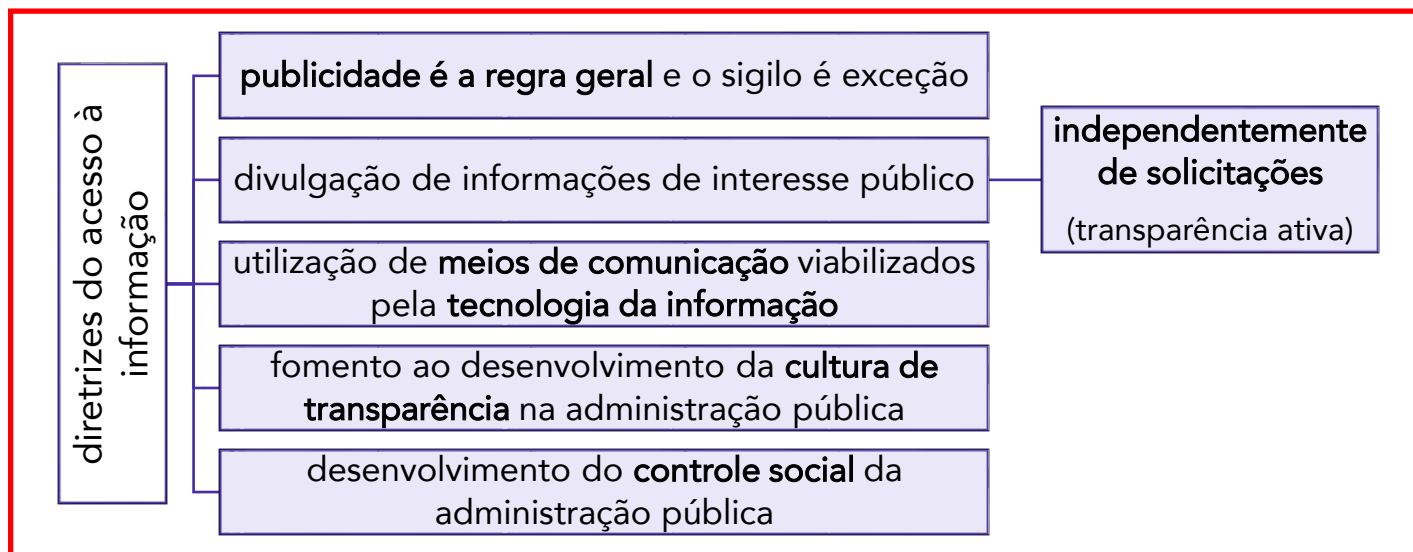 diretrizes do acesso à
informação
publicidade é a regra geral e o sigilo é exceção
divulgação de informações de interesse público
independentemente
de solicitações
(transparência ativa)
utilização de meios de comunicação viabilizados
pela tecnologia da informação
fomento ao desenvolvimento da cultura de
transparência na administração pública
desenvolvimento do controle social da
administração pública